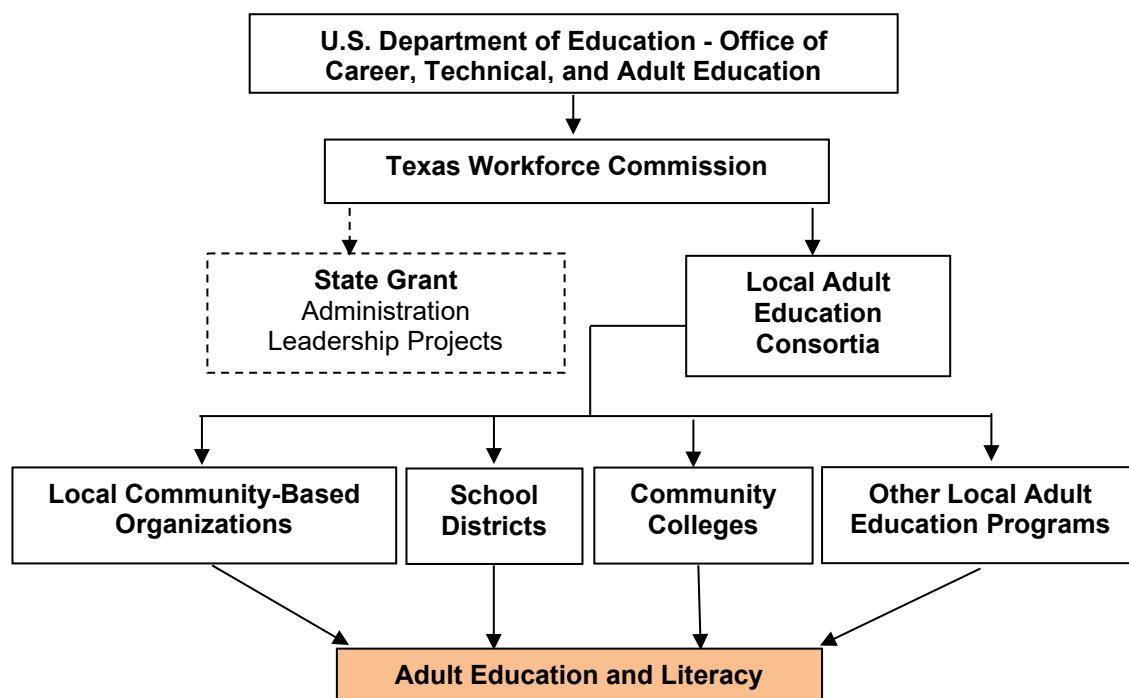 U.S. Department of Education - Office of
Career, Technical, and Adult Education
Texas Workforce Commission
State Grant
Administration
Leadership Projects
Local Adult
Education
Consortia
Local Community-Based
Organizations
School
Districts
Community
Colleges
Other Local Adult
Education Programs
Adult Education and Literacy